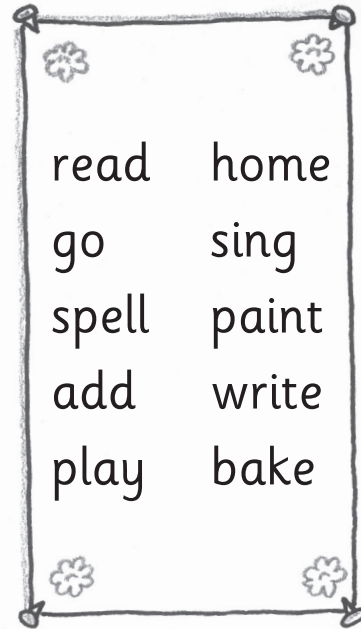 read home
go sing
spell paint
add write
play bake